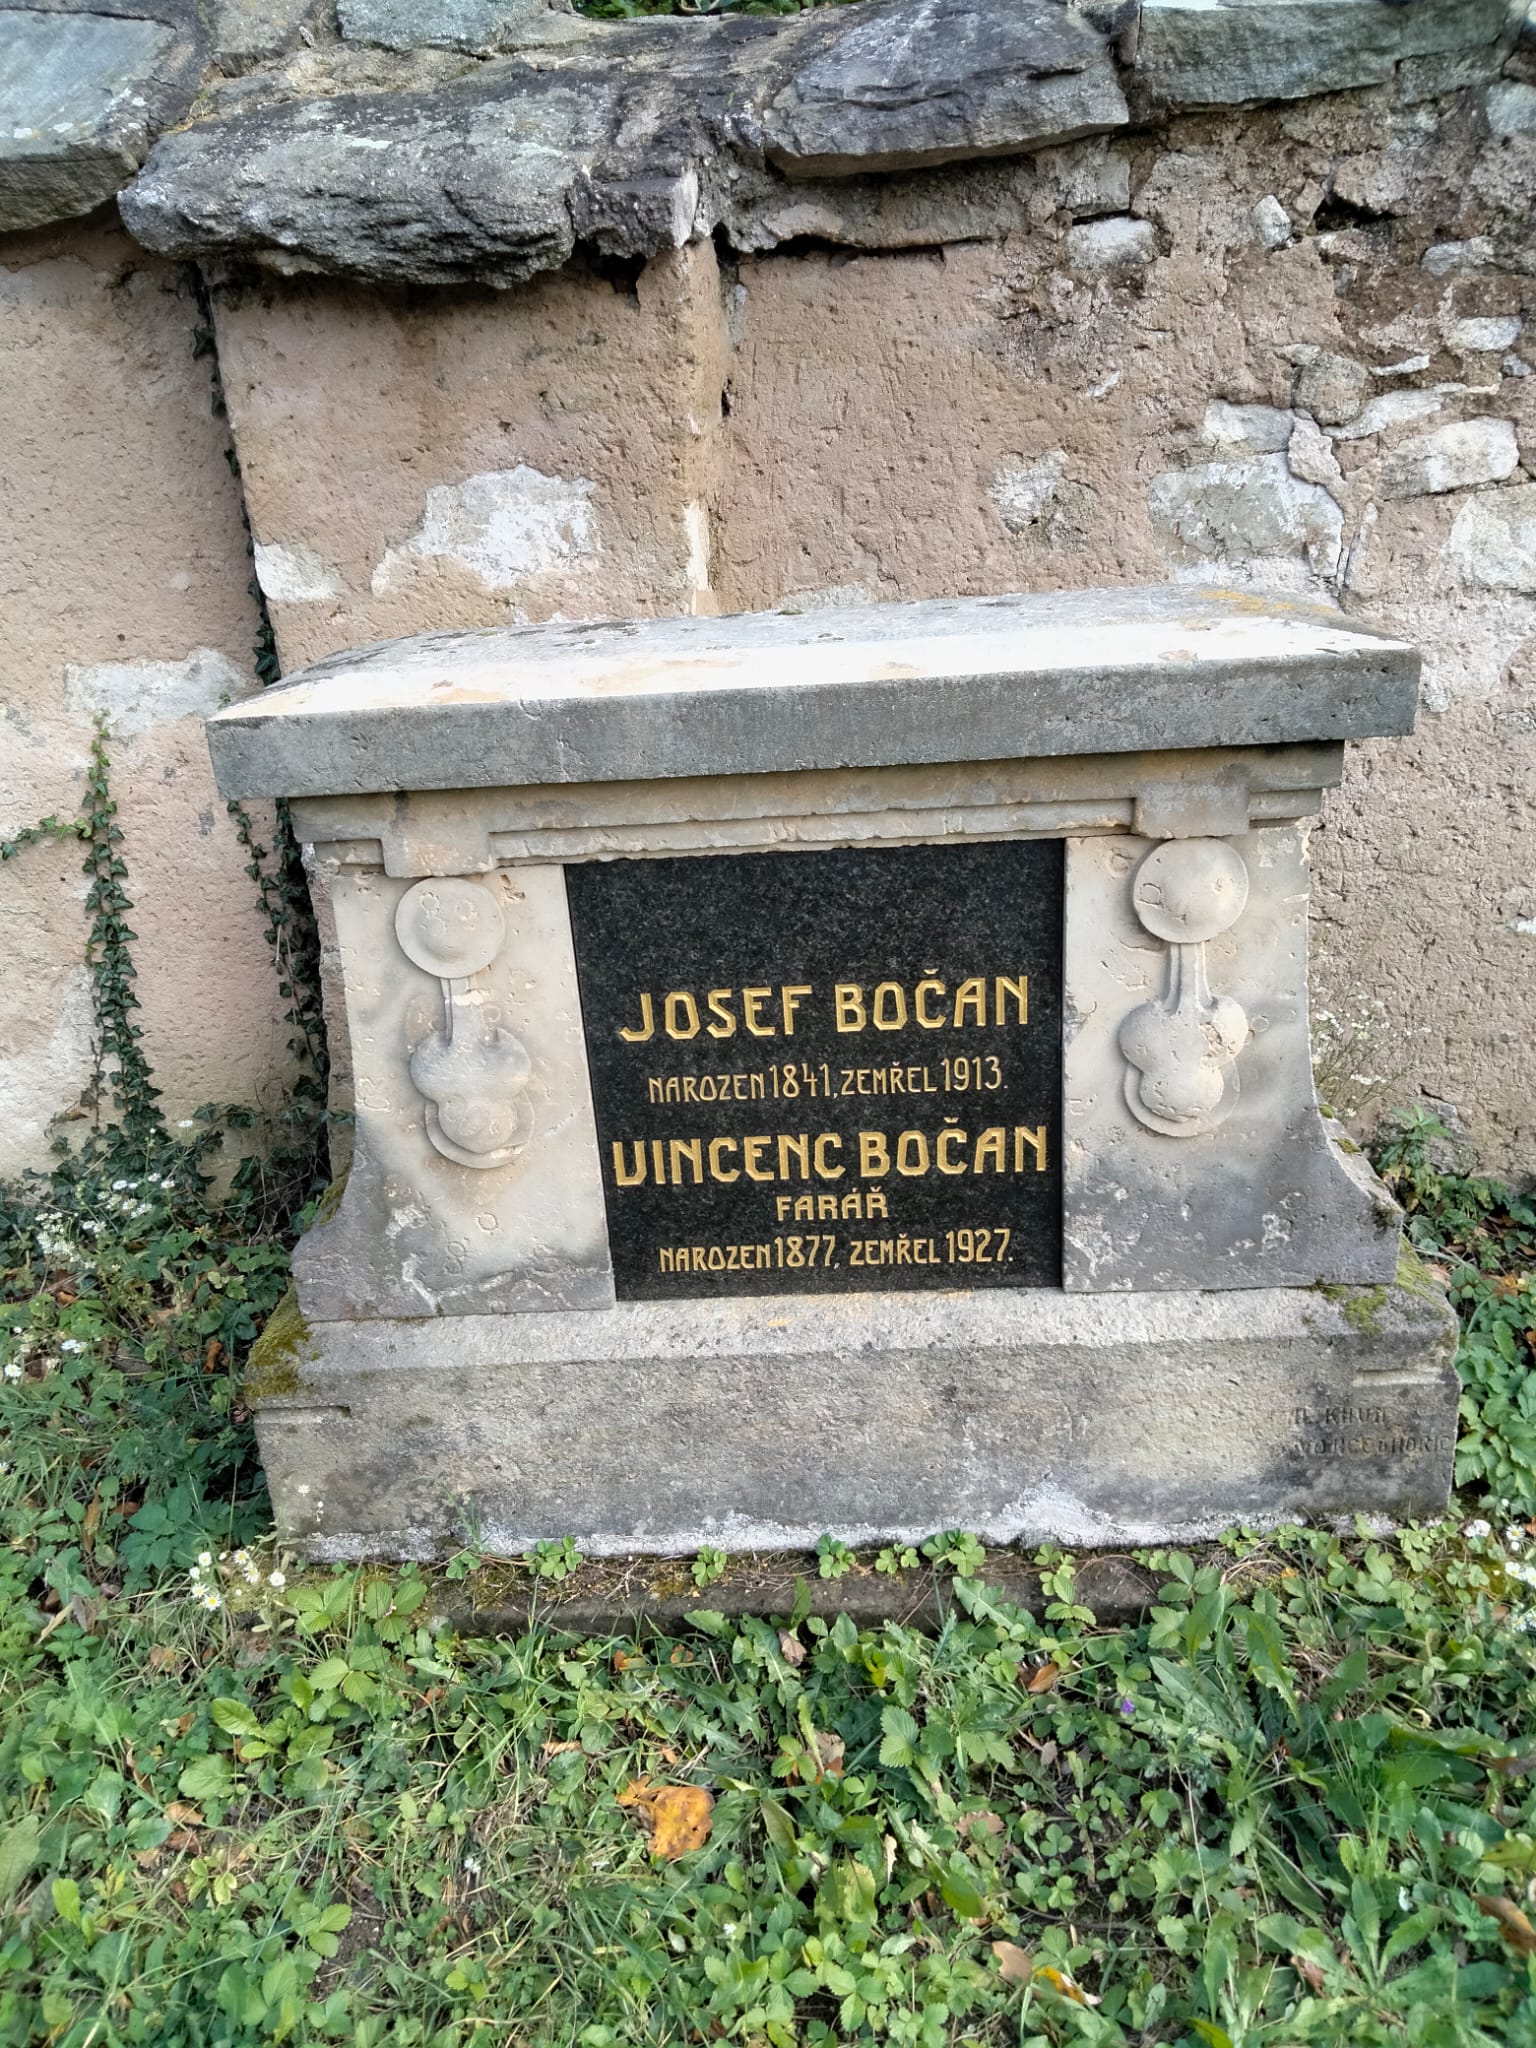 JOSEF BOČAN
NAROZEN 1841, ZEMŘEL 1913.
VINCENC BOČAN
FARÁŘ
NAROZEN 1877, ZEMŘEL 1927.